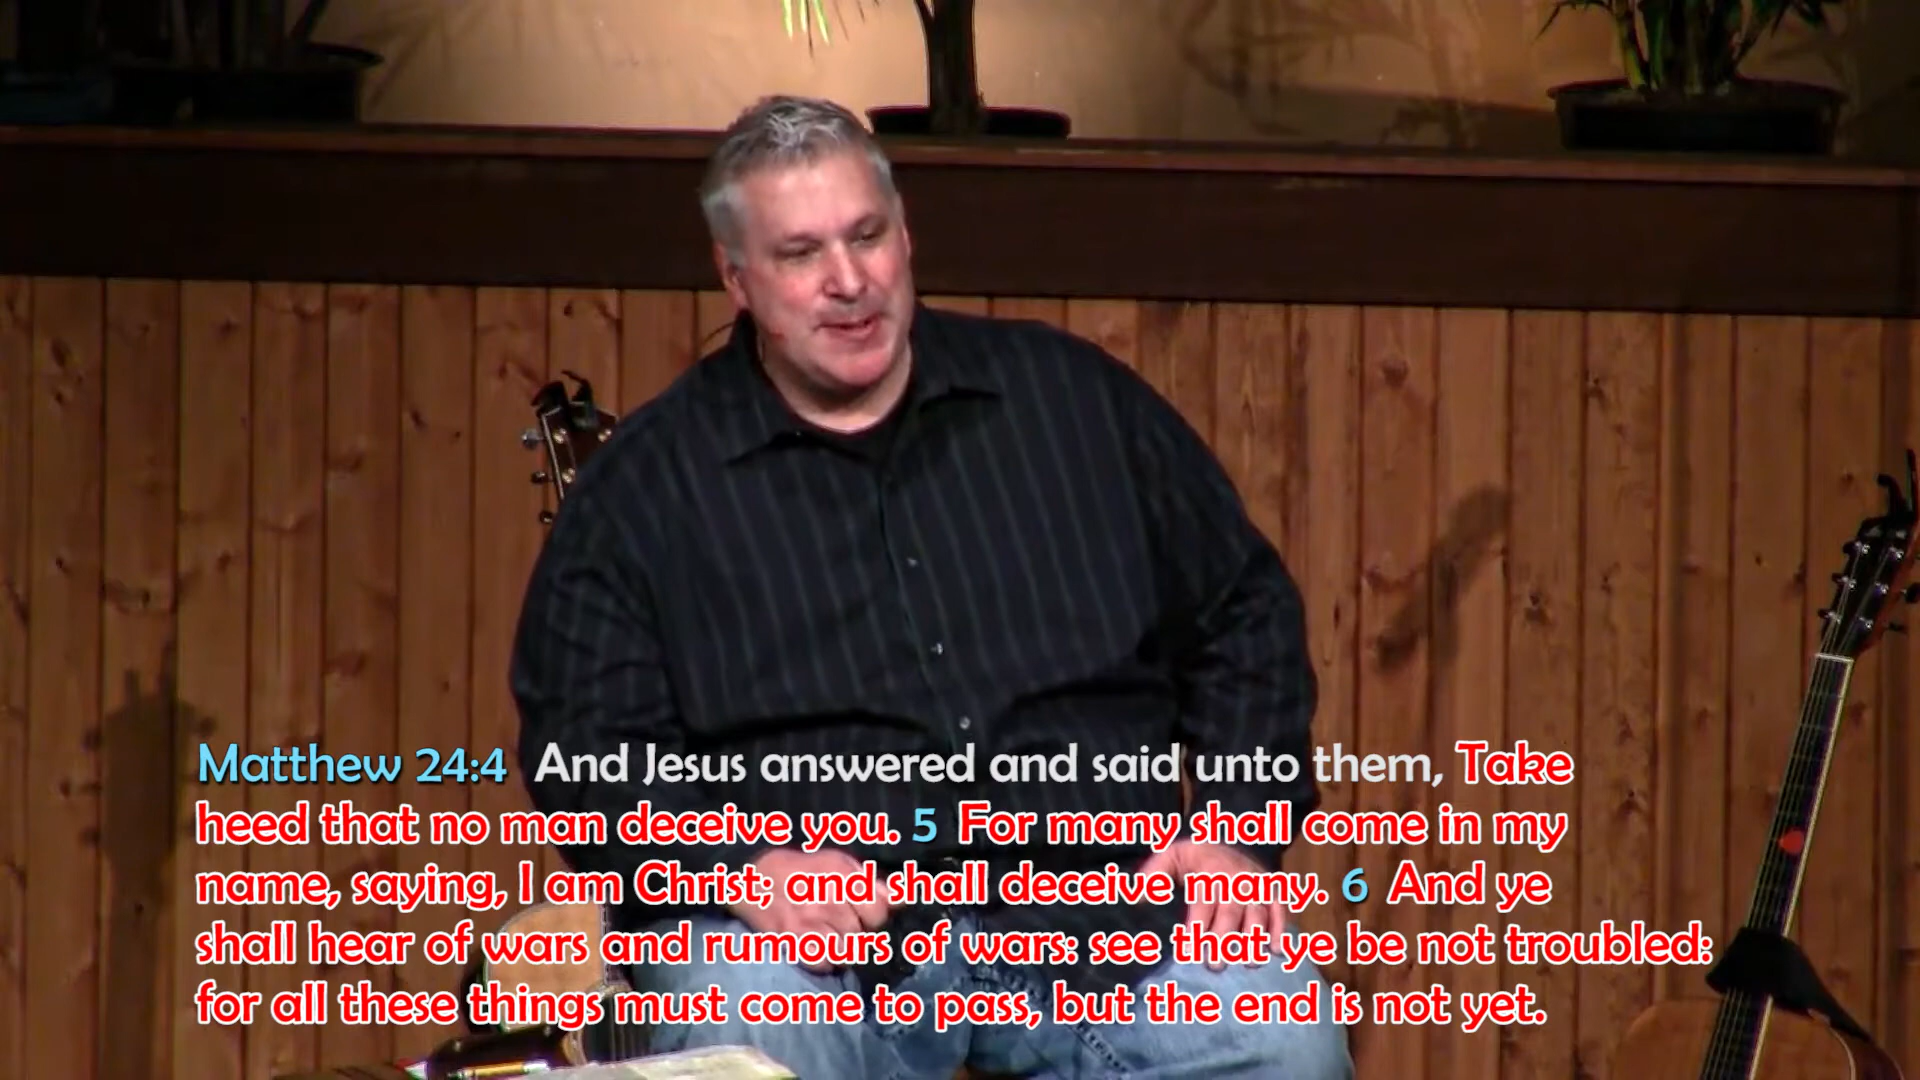 Matthew 24:4 And Jesus answered and said unto them, Take
heed that no man deceive you. 5 For many shall come in my
name, saying, I am Christ; and shall deceive many. 6 And ye
shall hear of wars and rumours of wars: see that ye be not troubled:
for all these things must come to pass, but the end is not yet.